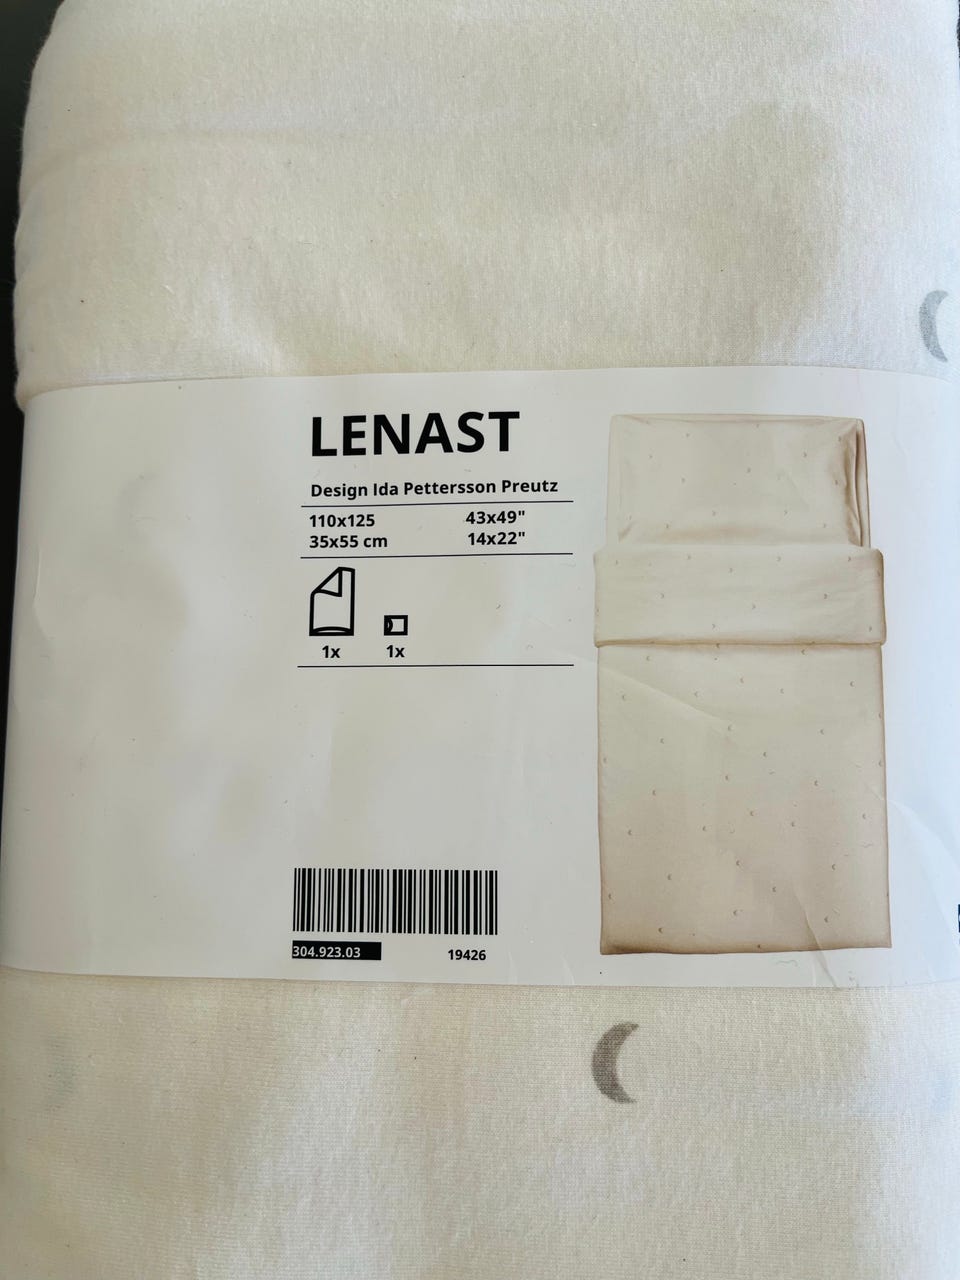 LENAST
Design Ida Pettersson Preutz
110x125 43x49"
35x55 cm 14x22"
1x 1x
304.923.03 19426